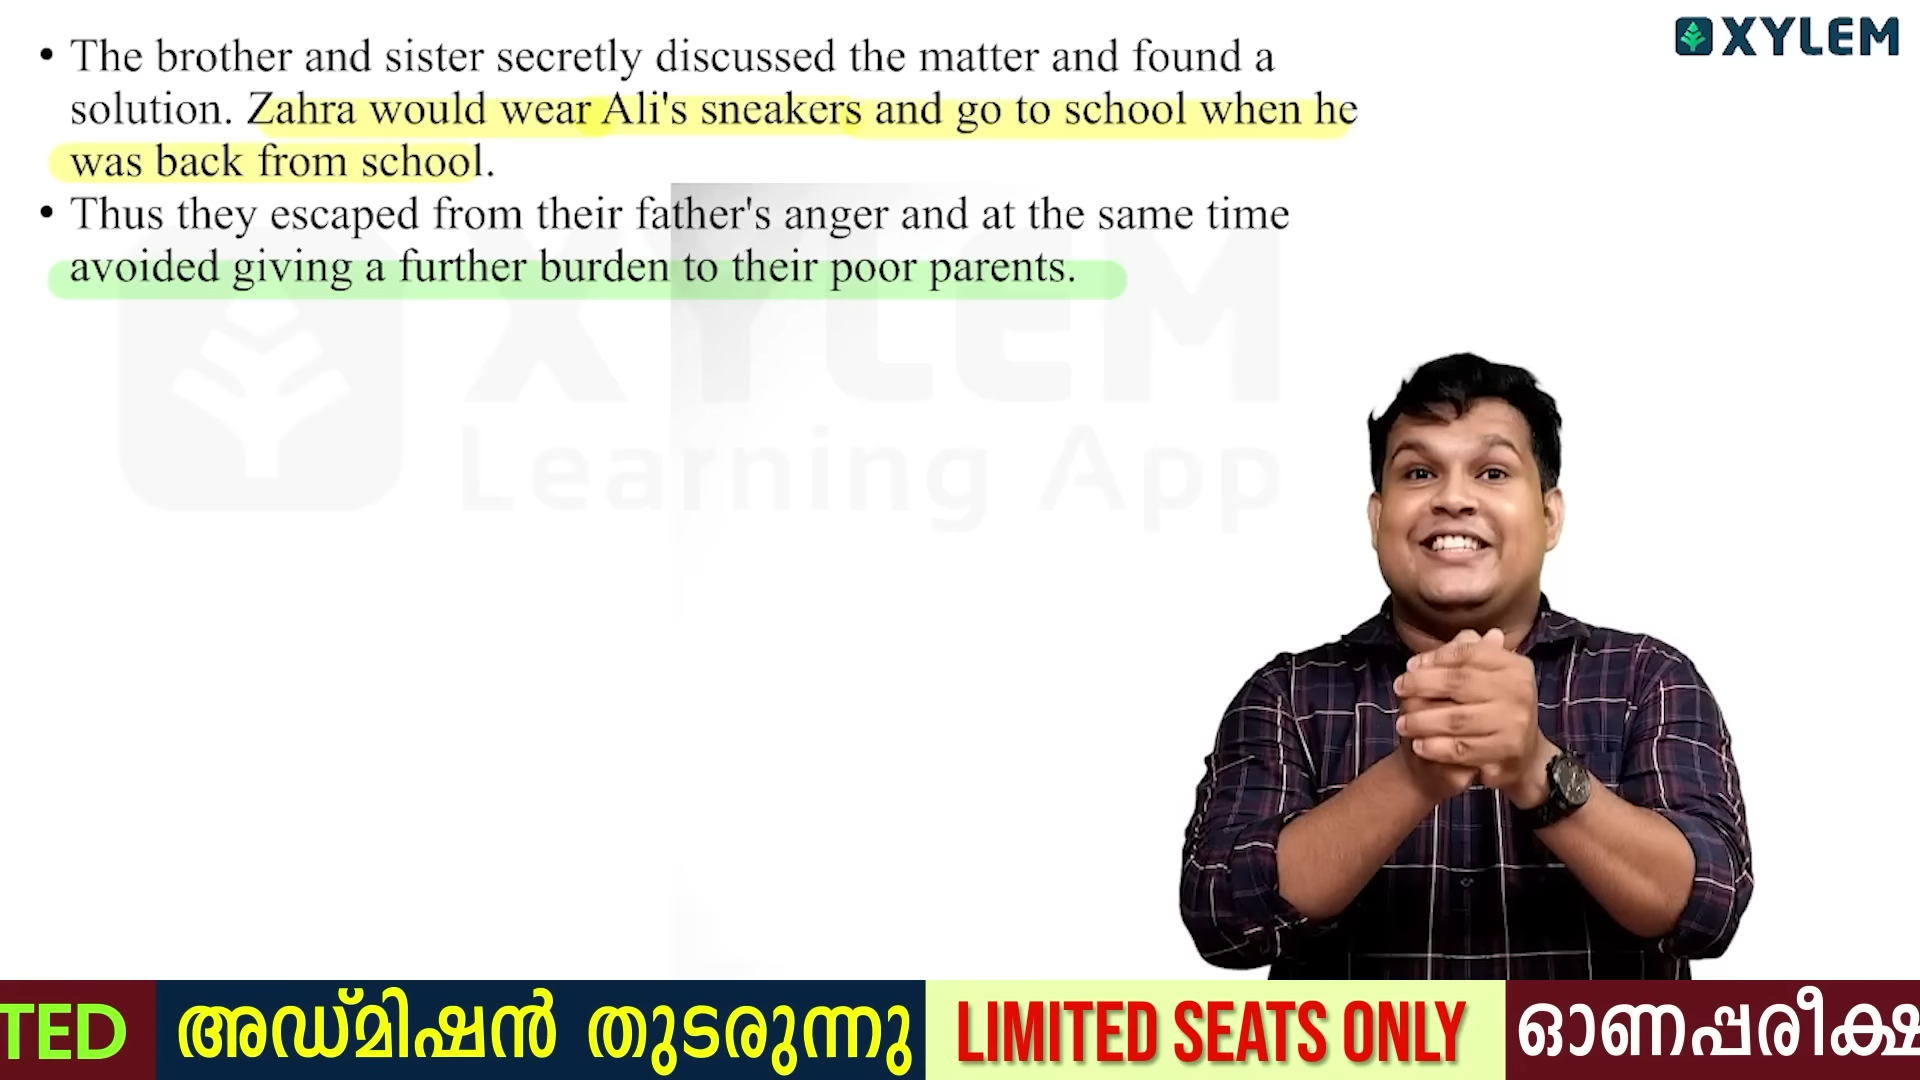 XYLEM
• The brother and sister secretly discussed the matter and found a
solution. Zahra would wear Ali's sneakers and go to school when he
was back from school.
• Thus they escaped from their father's anger and at the same time
avoided giving a further burden to their poor parents.
XYLEM
Learning App
TED അഡ്മിഷൻ തുടരുന്നു LIMITED SEATS ONLY ഓണപ്പരീക്ഷ